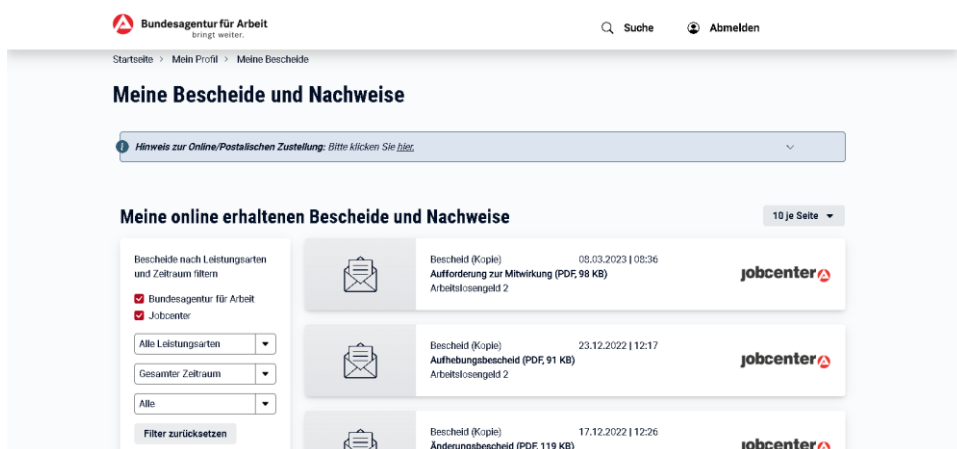 Bundesagentur für Arbeit
bringt weiter.
Suche
Abmelden
Startseite > Mein Profil > Meine Bescheide
Meine Bescheide und Nachweise
Hinweis zur Online/Postalischen Zustellung: Bitte klicken Sie hier.
Meine online erhaltenen Bescheide und Nachweise
10 je Seite
Bescheide nach Leistungsarten
und Zeitraum filtern
Bundesagentur für Arbeit
Jobcenter
Alle Leistungsarten
Gesamter Zeitraum
Alle
Filter zurücksetzen
Bescheid (Kopie) 08.03.2023 | 08:36
Aufforderung zur Mitwirkung (PDF, 98 KB)
Arbeitslosengeld 2
jobcenter
Bescheid (Kopie) 23.12.2022 | 12:17
Aufhebungsbescheid (PDF, 91 KB)
Arbeitslosengeld 2
jobcenter
Bescheid (Kopie) 17.12.2022 | 12:26
Änderungsbescheid (PDF, 119 KB)
jobcenter